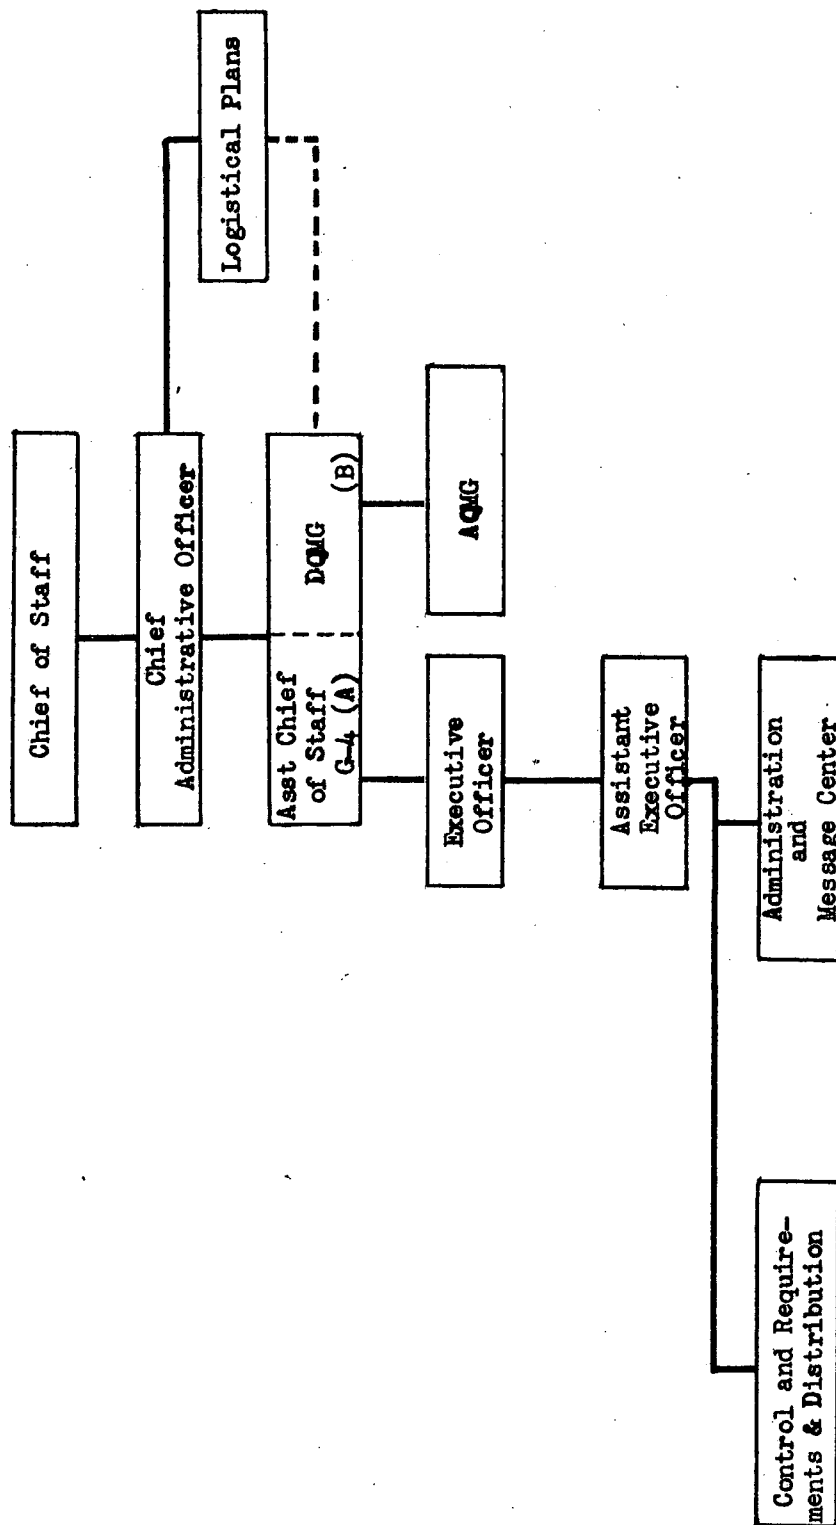 Chief of Staff
Chief
Administrative Officer
Logistical Plans
Asst Chief
of Staff
G-4 (A)
DQMG
(B)
Executive
Officer
AQMG
Assistant
Executive
Officer
Control and Require-
ments & Distribution
Administration
and
Message Center